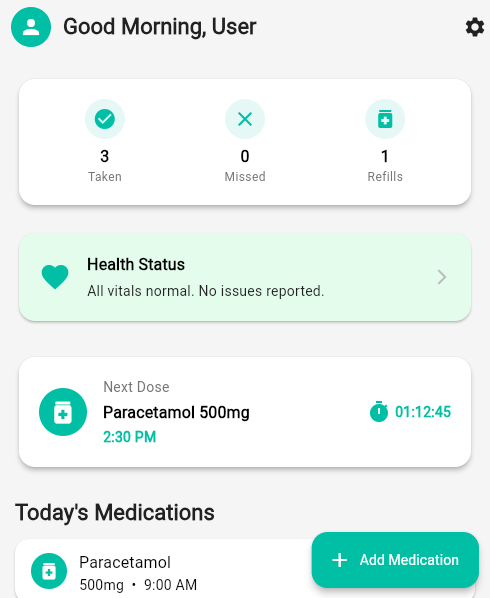 Good Morning, User
3
Taken
0
Missed
1
Refills
Health Status
All vitals normal. No issues reported.
Next Dose
Paracetamol 500mg
2:30 PM
01:12:45
Today's Medications
Paracetamol
500mg • 9:00 AM
Add Medication